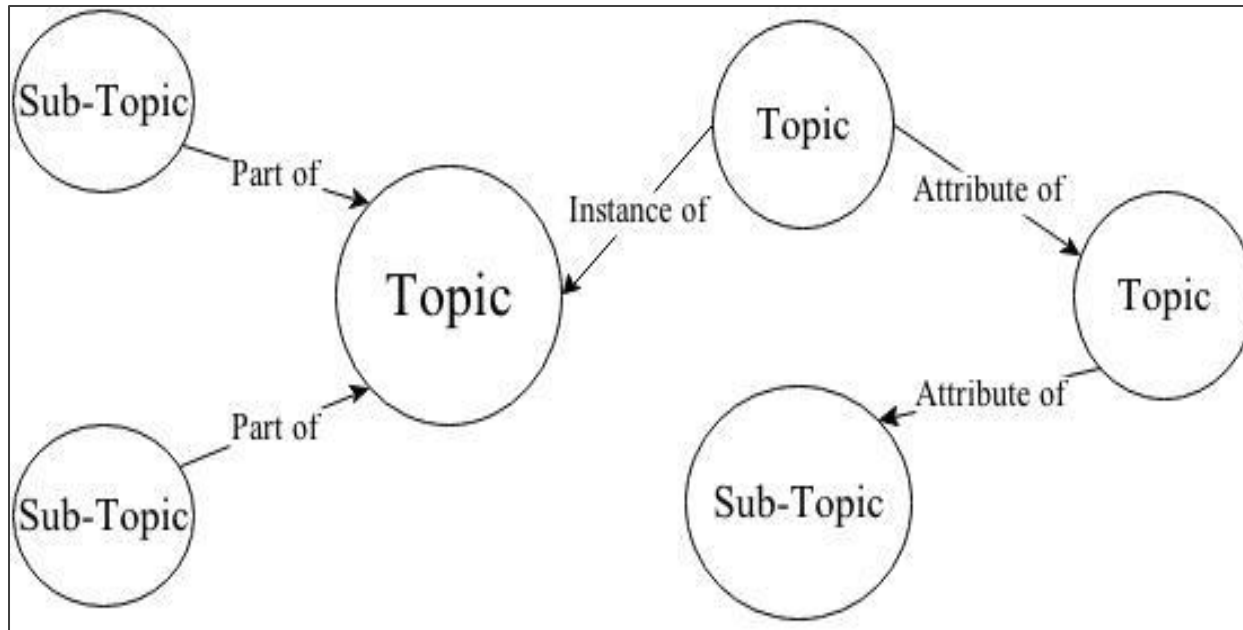 Sub-Topic
Topic
Part of
Instance of
Attribute of
Topic
Topic
Part of
Attribute of
Sub-Topic
Sub-Topic